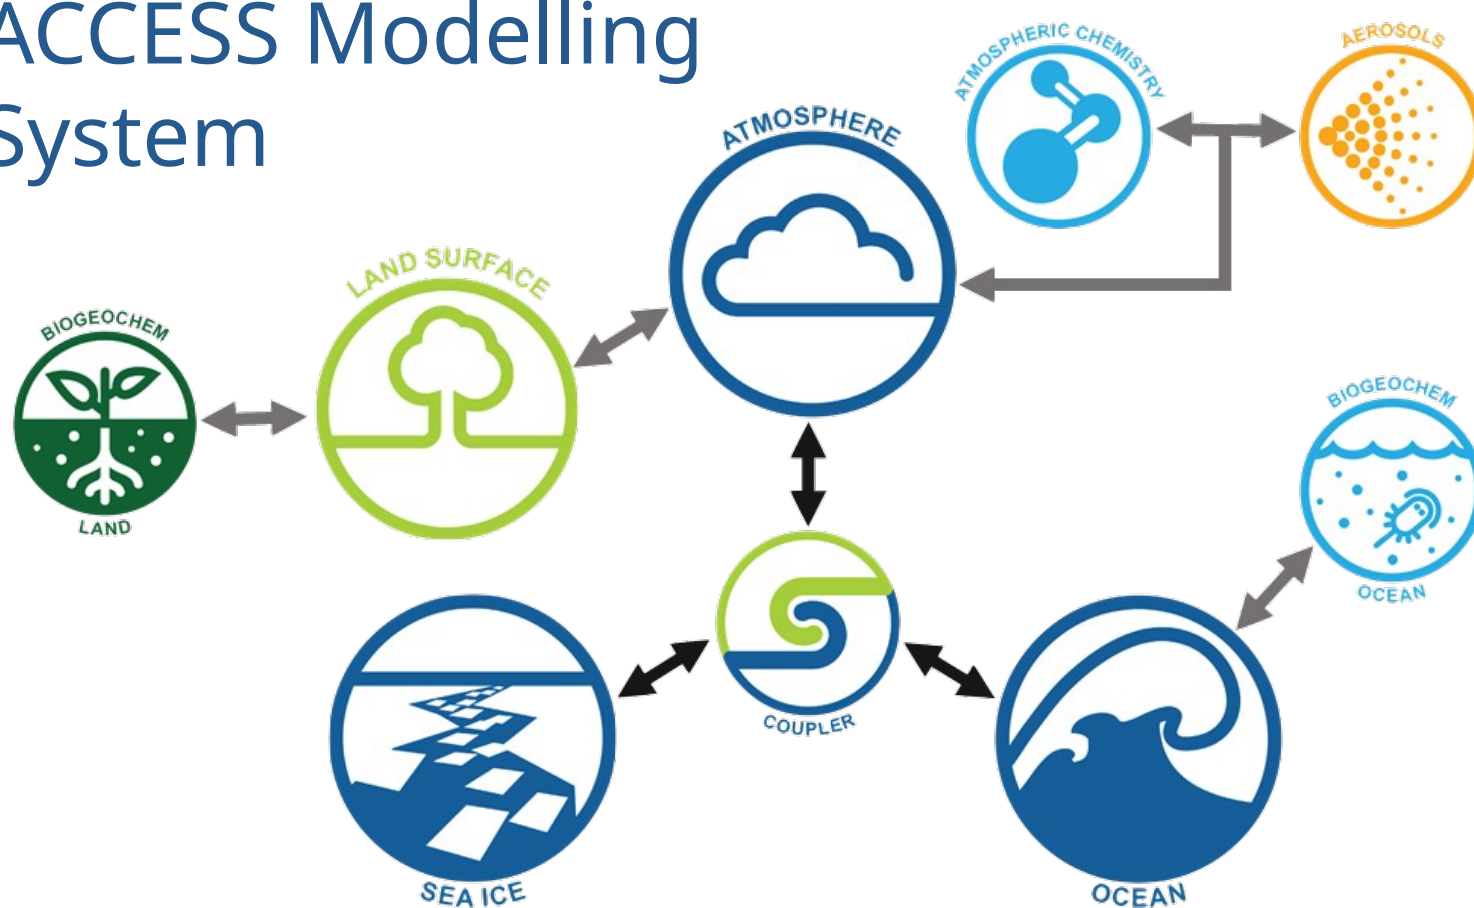 ACCESS Modelling
System
ATMOSPHERIC CHEMISTRY
AEROSOLS
ATMOSPHERE
LAND SURFACE
BIOGEOCHEM
LAND
BIOGEOCHEM
OCEAN
COUPLER
SEA ICE
OCEAN